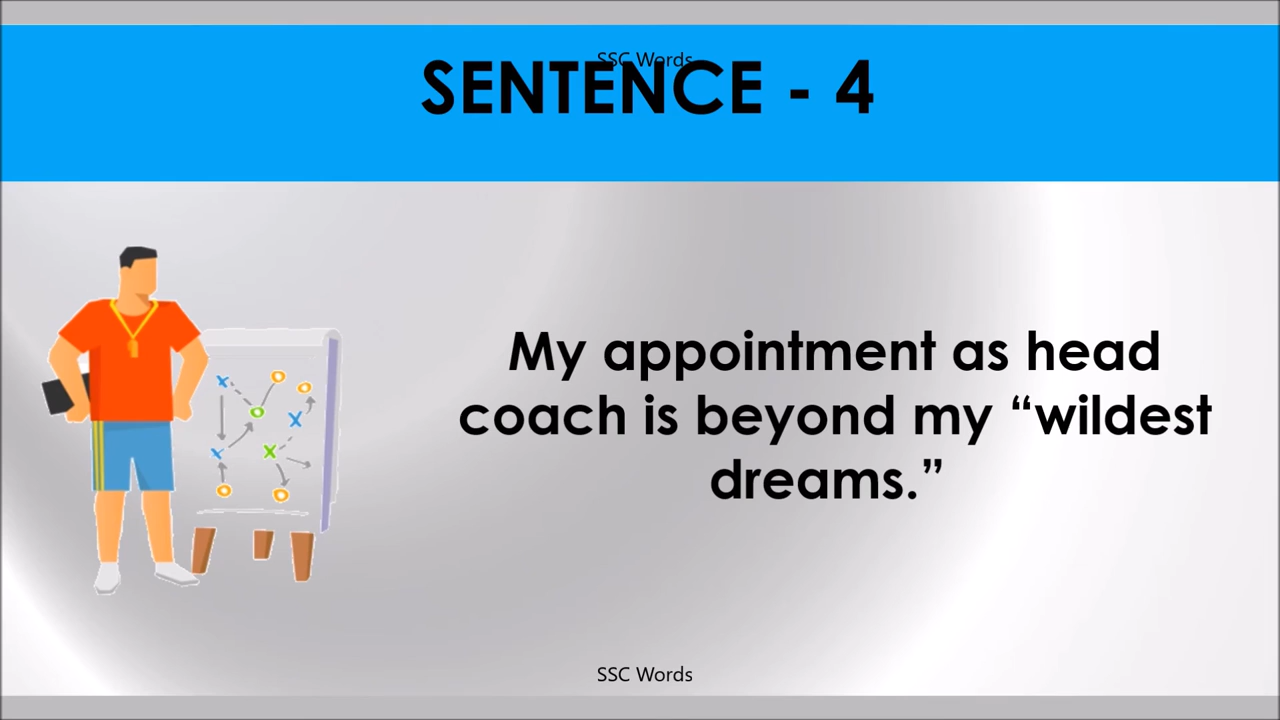 SSC Words
SENTENCE - 4
My appointment as head
coach is beyond my “wildest
dreams.”
SSC Words